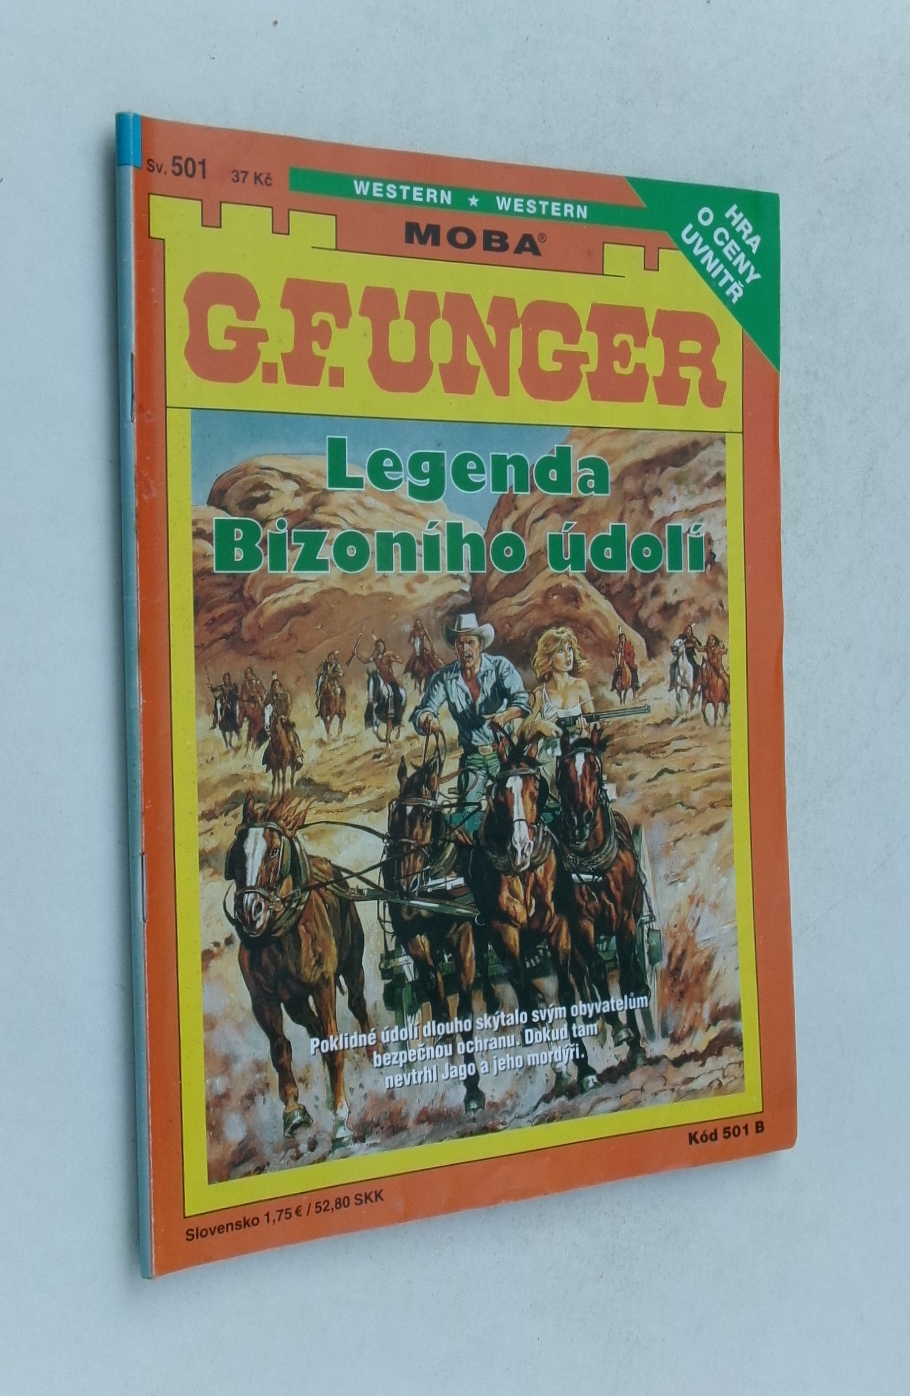 Sv. 501 37 Kč
WESTERN ★ WESTERN
HRA
O CENY
UVNITŘ
MOBA®
G.F. UNGER
Legenda
Bizoního údolí
Poklidné údolí dlouho skýtalo svým obyvatelům
bezpečnou ochranu. Dokud tam
nevtrhl Jago a jeho mordýři.
Kód 501 B
Slovensko 1,75 € / 52,80 SKK